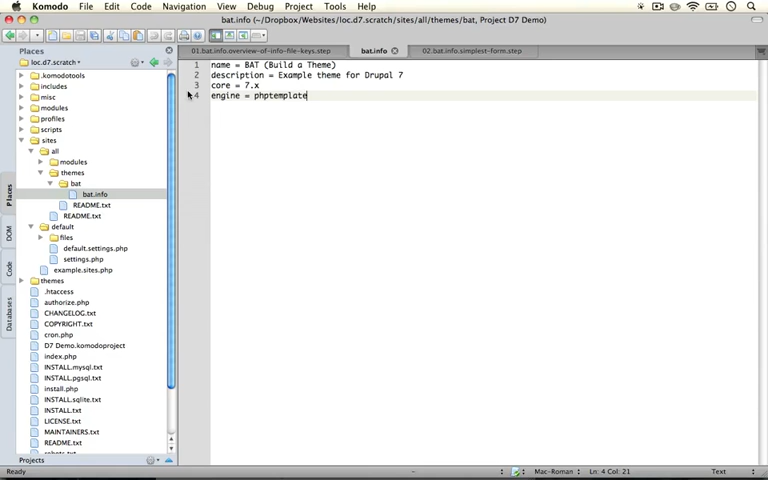 Komodo File Edit Code Navigation View Debug Project Tools Window Help
bat.info (~/Dropbox/Websites/loc.d7.scratch/sites/all/themes/bat, Project D7 Demo)
Places
loc.d7.scratch
.komodotools
includes
misc
modules
profiles
scripts
sites
all
modules
themes
bat
bat.info
README.txt
README.txt
default
files
default.settings.php
settings.php
example.sites.php
themes
.htaccess
authorize.php
CHANGELOG.txt
COPYRIGHT.txt
cron.php
D7 Demo.komodoproject
index.php
INSTALL.mysql.txt
INSTALL.pgsql.txt
install.php
INSTALL.sqlite.txt
INSTALL.txt
LICENSE.txt
MAINTAINERS.txt
README.txt
robots.txt
Projects
Places
DOM
Code
Databases
01.bat.info.overview-of-info-file-keys.step
bat.info
02.bat.info.simplest-form.step
1 name = BAT (Build a Theme)
2 description = Example theme for Drupal 7
3 core = 7.x
4 engine = phptemplate
Ready
Mac-Roman
Ln: 4 Col: 21
Text